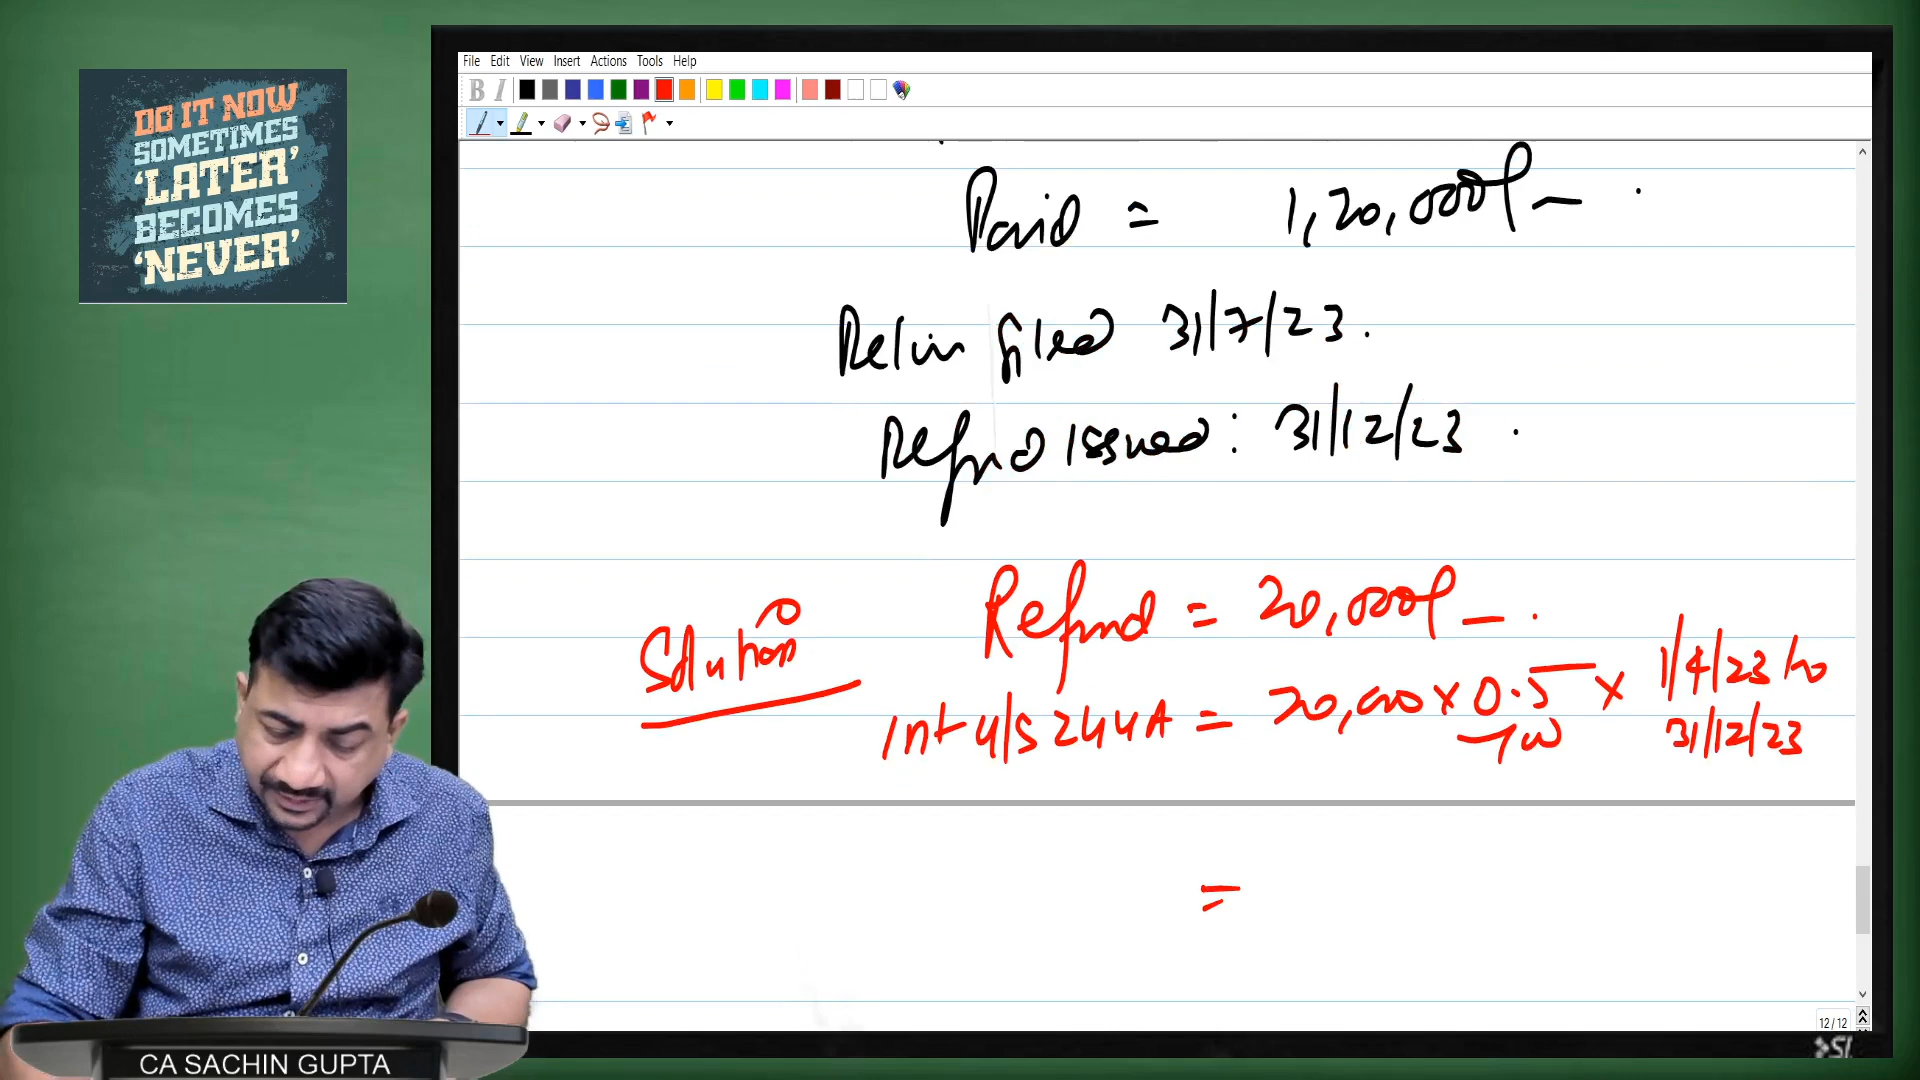 DO IT NOW
SOMETIMES
'LATER'
BECOMES
'NEVER'
File Edit View Insert Actions Tools Help
B I
Paid = 1,20,000/-
Return filed 31/7/23.
Refund Issued: 31/12/23.
Solution Refund = 20,000/-.
Int u/s 244A = 20,000 × 0.5% × 1/4/23 to
31/12/23
=
12/12
CA SACHIN GUPTA